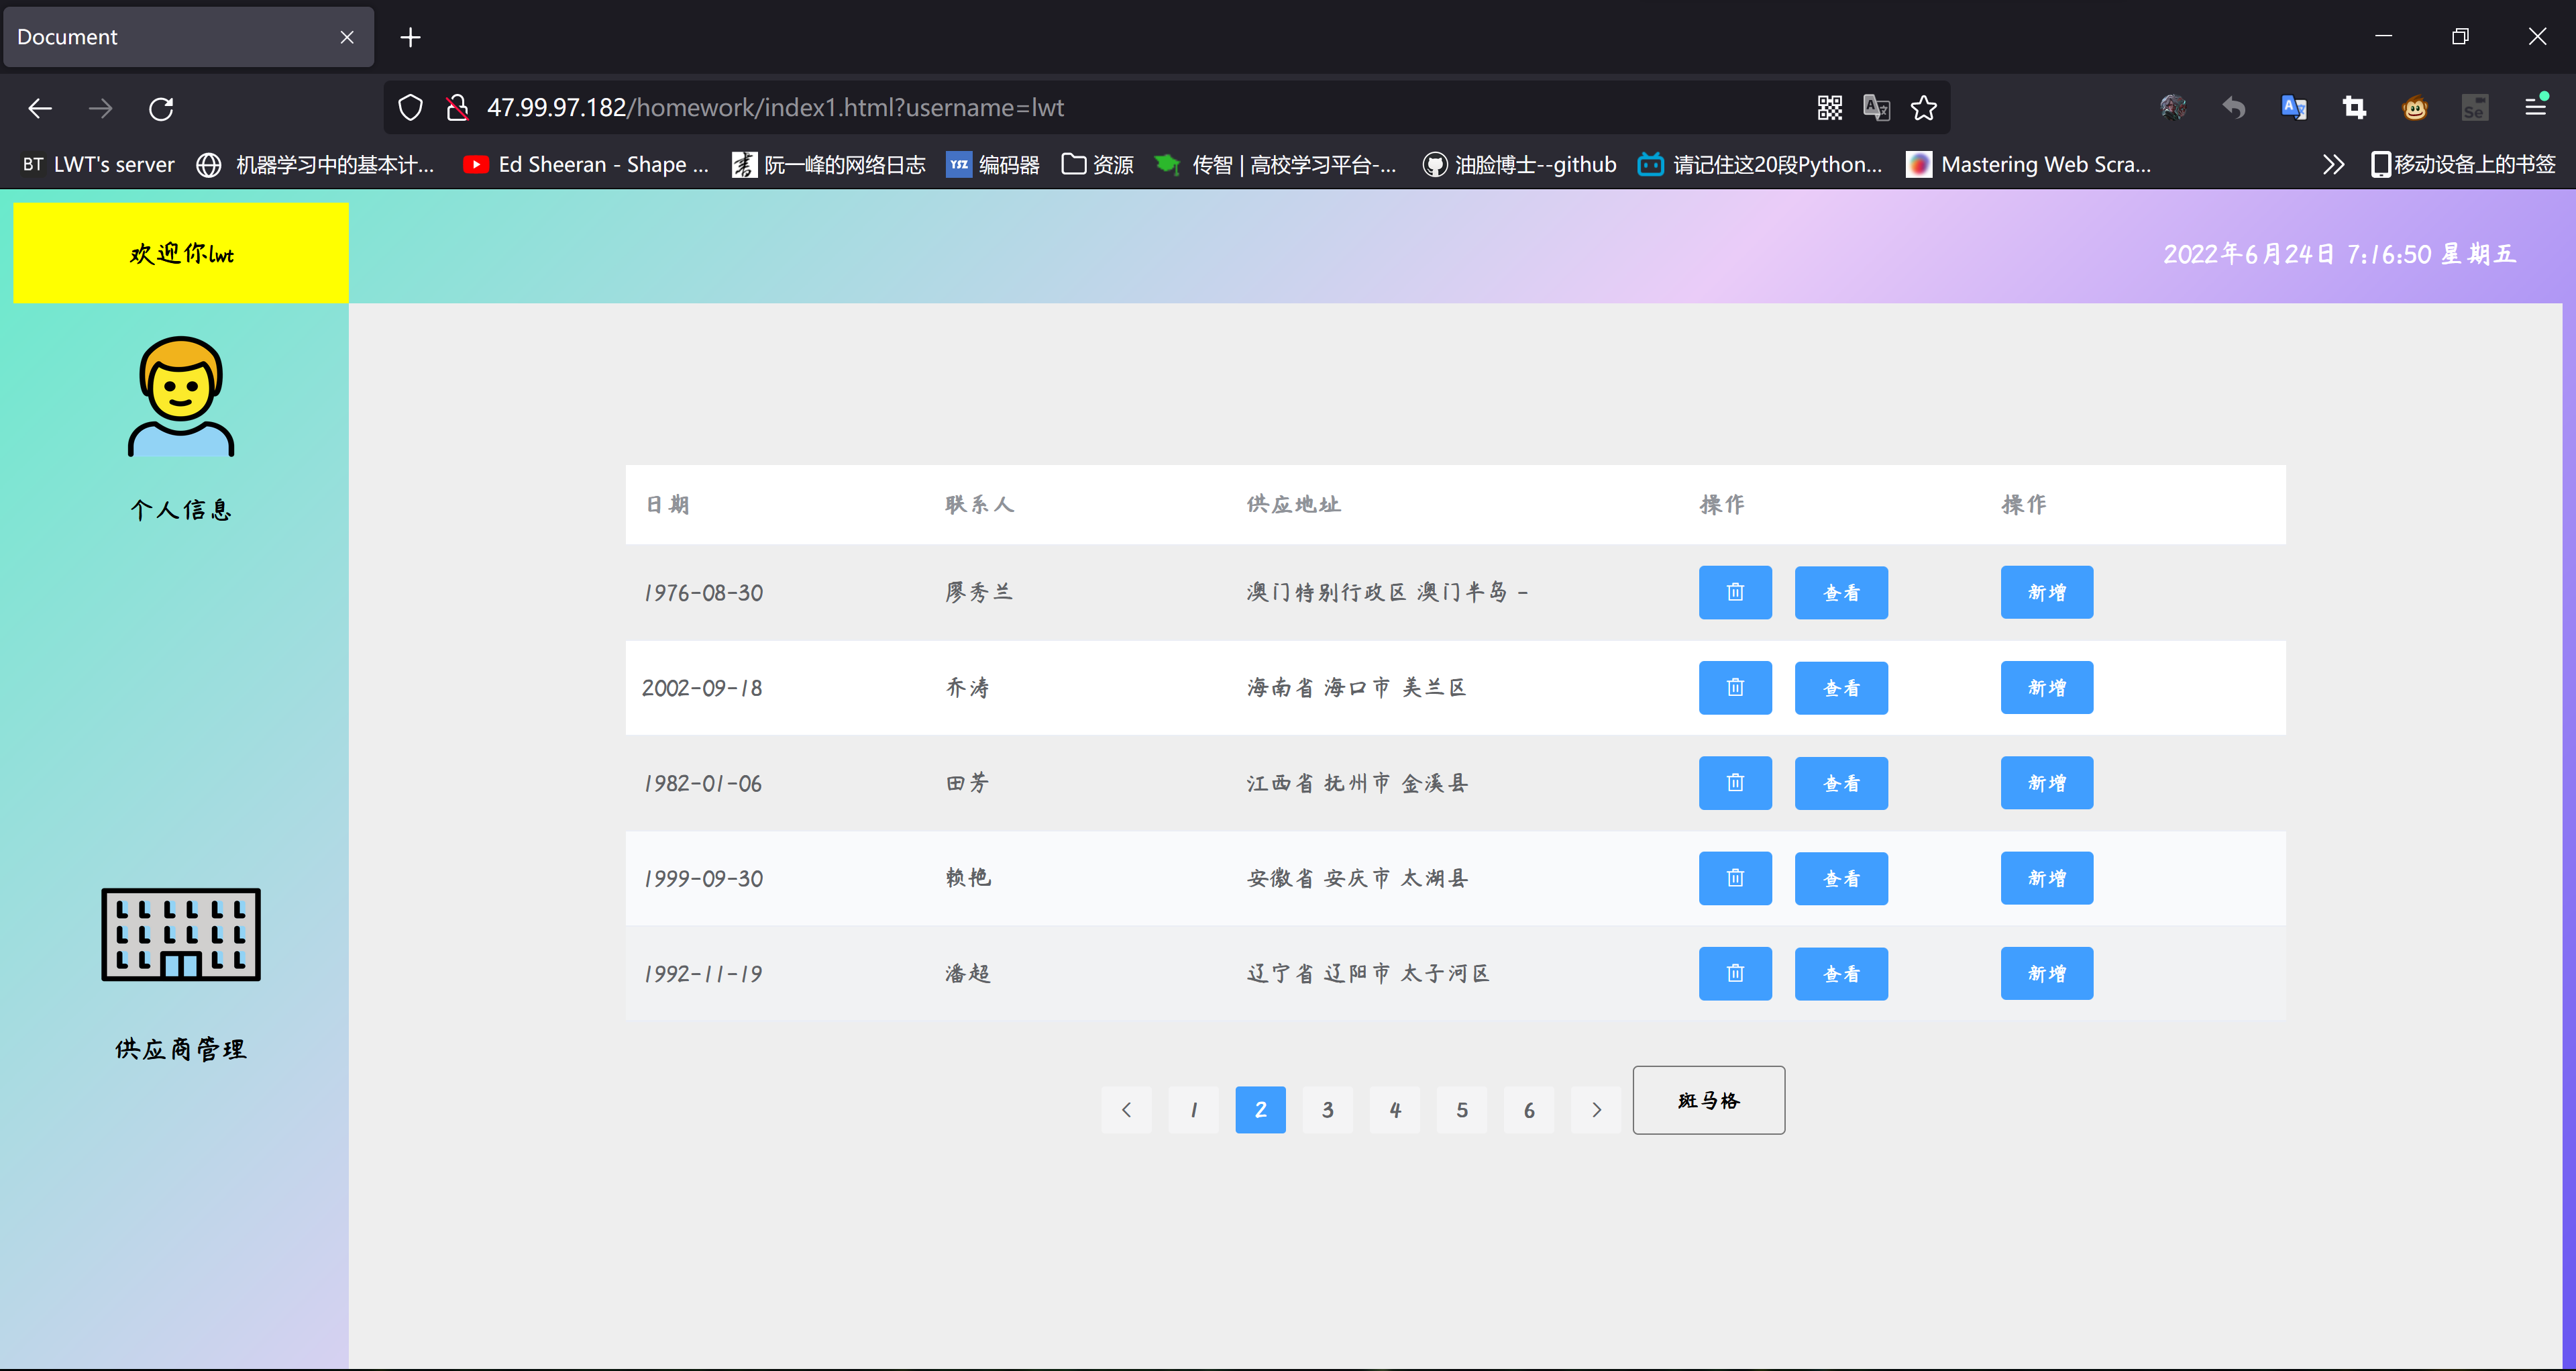 Document
47.99.97.182/homework/index1.html?username=lwt
BT LWT's server 机器学习中的基本计... Ed Sheeran - Shape ... 阮一峰的网络日志 YSZ 编码器 资源 传智 | 高校学习平台-... 油脸博士--github 请记住这20段Python... Mastering Web Scra... 移动设备上的书签
欢迎你lwt
2022年6月24日 7:16:50 星期五
个人信息
供应商管理
日期 联系人 供应地址 操作 操作
1976-08-30 廖秀兰 澳门特别行政区 澳门半岛 - 查看 新增
2002-09-18 乔涛 海南省 海口市 美兰区 查看 新增
1982-01-06 田芳 江西省 抚州市 金溪县 查看 新增
1999-09-30 赖艳 安徽省 安庆市 太湖县 查看 新增
1992-11-19 潘超 辽宁省 辽阳市 太子河区 查看 新增
1 2 3 4 5 6 斑马格